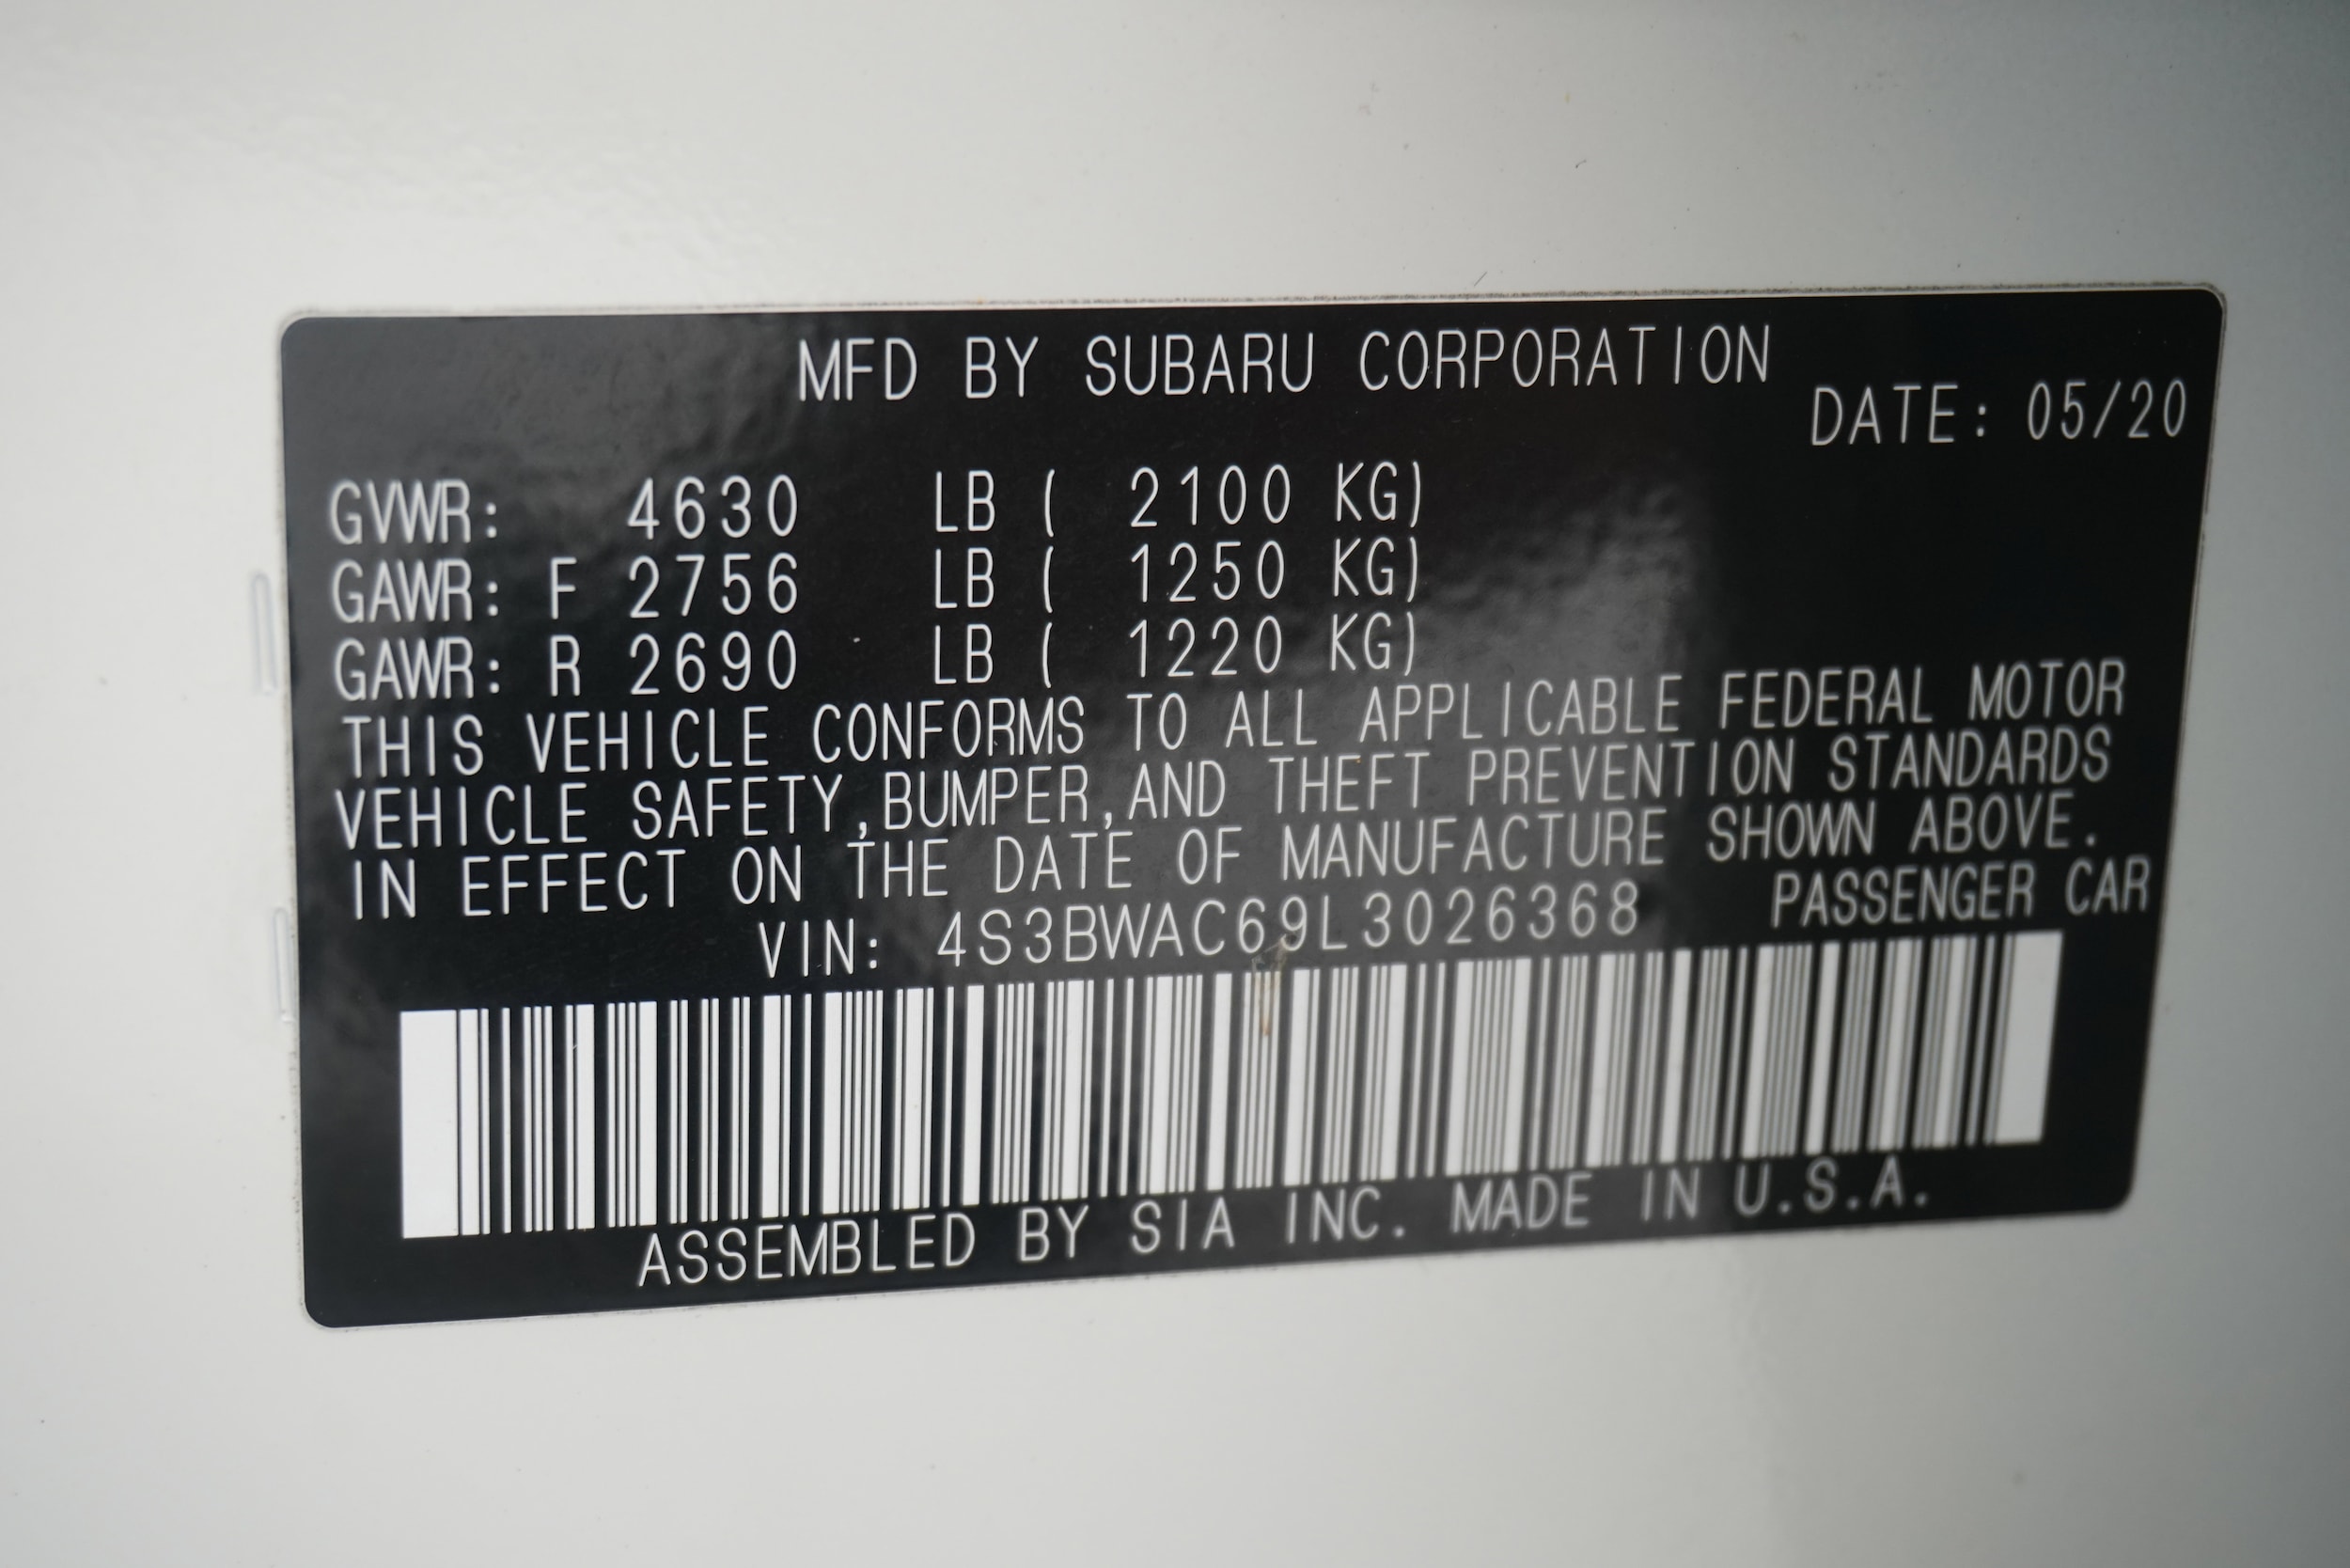 MFD BY SUBARU CORPORATION
DATE: 05/20
GVWR: 4630 LB ( 2100 KG)
GAWR: F 2756 LB ( 1250 KG)
GAWR: R 2690 LB ( 1220 KG)
THIS VEHICLE CONFORMS TO ALL APPLICABLE FEDERAL MOTOR
VEHICLE SAFETY,BUMPER,AND THEFT PREVENTION STANDARDS
IN EFFECT ON THE DATE OF MANUFACTURE SHOWN ABOVE.
VIN: 4S3BWAC69L3026368 PASSENGER CAR
ASSEMBLED BY SIA INC. MADE IN U.S.A.